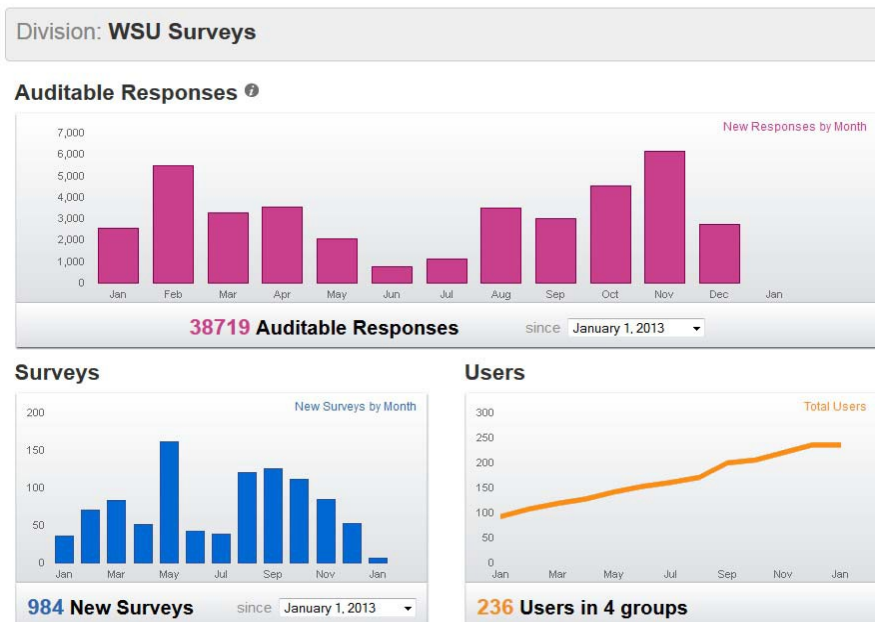 Division: WSU Surveys
Auditable Responses i
New Responses by Month
7,000
6,000
5,000
4,000
3,000
2,000
1,000
0
Jan Feb Mar Apr May Jun Jul Aug Sep Oct Nov Dec Jan
38719 Auditable Responses since January 1, 2013
Surveys
New Surveys by Month
200
150
100
50
0
Jan Mar May Jul Sep Nov Jan
984 New Surveys since January 1, 2013
Users
Total Users
300
250
200
150
100
50
0
Jan Mar May Jul Sep Nov Jan
236 Users in 4 groups